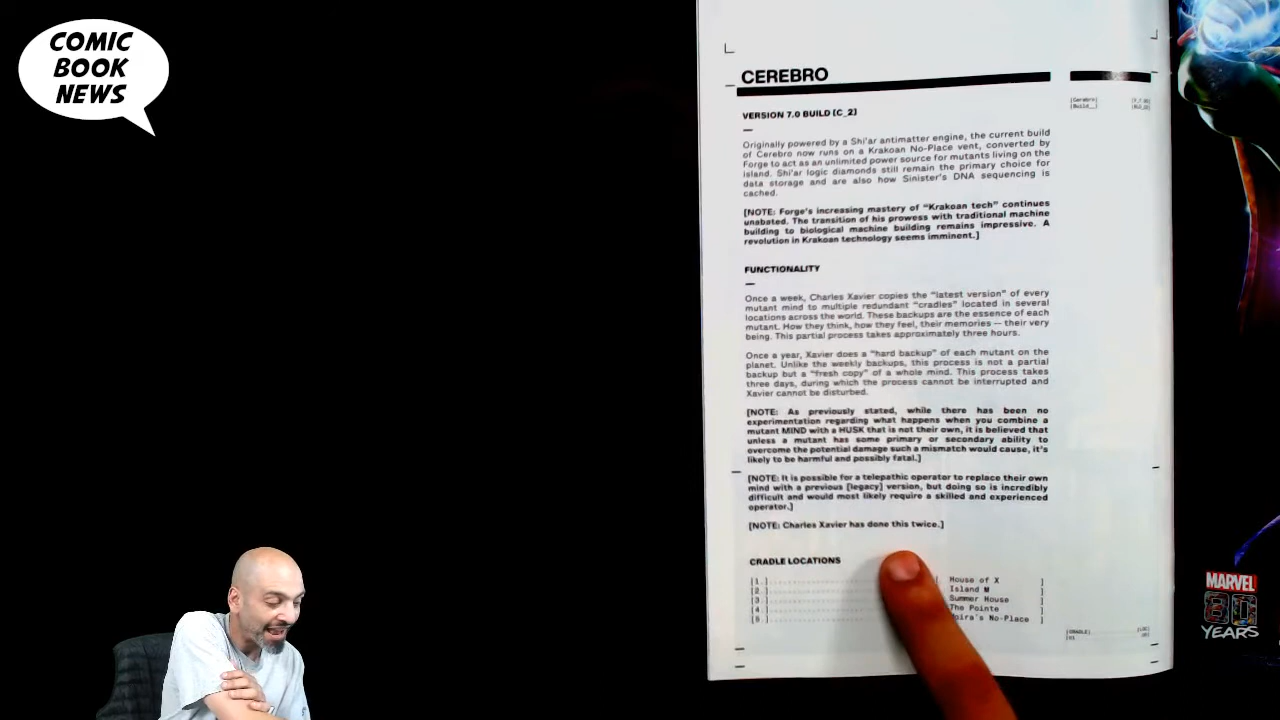 COMIC
BOOK
NEWS
CEREBRO
VERSION 7.0 BUILD [C_2]
Originally powered by a Shi'ar antimatter engine, the current build
of Cerebro now runs on a Krakoan No-Place vent, converted by
Forge to act as an unlimited power source for mutants living on the
island. Shi'ar logic diamonds still remain the primary choice for
data storage and are also how Sinister's DNA sequencing is
cached.
[NOTE: Forge's increasing mastery of "Krakoan tech" continues
unabated. The transition of his prowess with traditional machine
building to biological machine building remains impressive. A
revolution in Krakoan technology seems imminent.]
FUNCTIONALITY
Once a week, Charles Xavier copies the "latest version" of every
mutant mind to multiple redundant "cradles" located in several
locations across the world. These backups are the essence of each
mutant. How they think, how they feel, their memories — their very
being. This partial process takes approximately three hours.
Once a year, Xavier does a "hard backup" of each mutant on the
planet. Unlike the weekly backups, this process is not a partial
backup but a "fresh copy" of a whole mind. This process takes
three days, during which the process cannot be interrupted and
Xavier cannot be disturbed.
[NOTE: As previously stated, while there has been no
experimentation regarding what happens when you combine a
mutant MIND with a HUSK that is not their own, it is believed that
unless a mutant has some primary or secondary ability to
overcome the potential damage such a mismatch would cause, it's
likely to be harmful and possibly fatal.]
[NOTE: It is possible for a telepathic operator to replace their own
mind with a previous [legacy] version, but doing so is incredibly
difficult and would most likely require a skilled and experienced
operator.]
[NOTE: Charles Xavier has done this twice.]
CRADLE LOCATIONS
[1.] House of X ]
[2.] Island M ]
[3.] Summer House ]
[4.] The Pointe ]
[5.] No-Place ]
[Cerebro]
[Build_]
MARVEL
80
YEARS